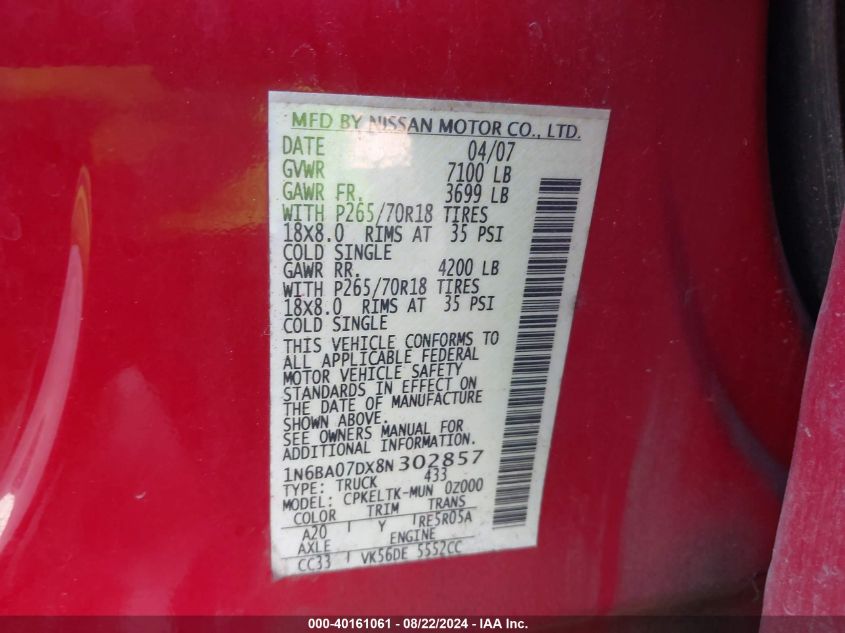 MFD BY NISSAN MOTOR CO., LTD.
DATE 04/07
GVWR 7100 LB
GAWR FR. 3699 LB
WITH P265/70R18 TIRES
18X8.0 RIMS AT 35 PSI
COLD SINGLE
GAWR RR. 4200 LB
WITH P265/70R18 TIRES
18X8.0 RIMS AT 35 PSI
COLD SINGLE
THIS VEHICLE CONFORMS TO
ALL APPLICABLE FEDERAL
MOTOR VEHICLE SAFETY
STANDARDS IN EFFECT ON
THE DATE OF MANUFACTURE
SHOWN ABOVE.
SEE OWNERS MANUAL FOR
ADDITIONAL INFORMATION.
1N6BA07DX8N302857
TYPE: TRUCK 433
MODEL: CPKELTK-MUN 0Z000
COLOR TRIM TRANS
A20 Y RE5R05A
AXLE ENGINE
CC33 VK56DE 5552CC
000-40161061 - 08/22/2024 - IAA Inc.